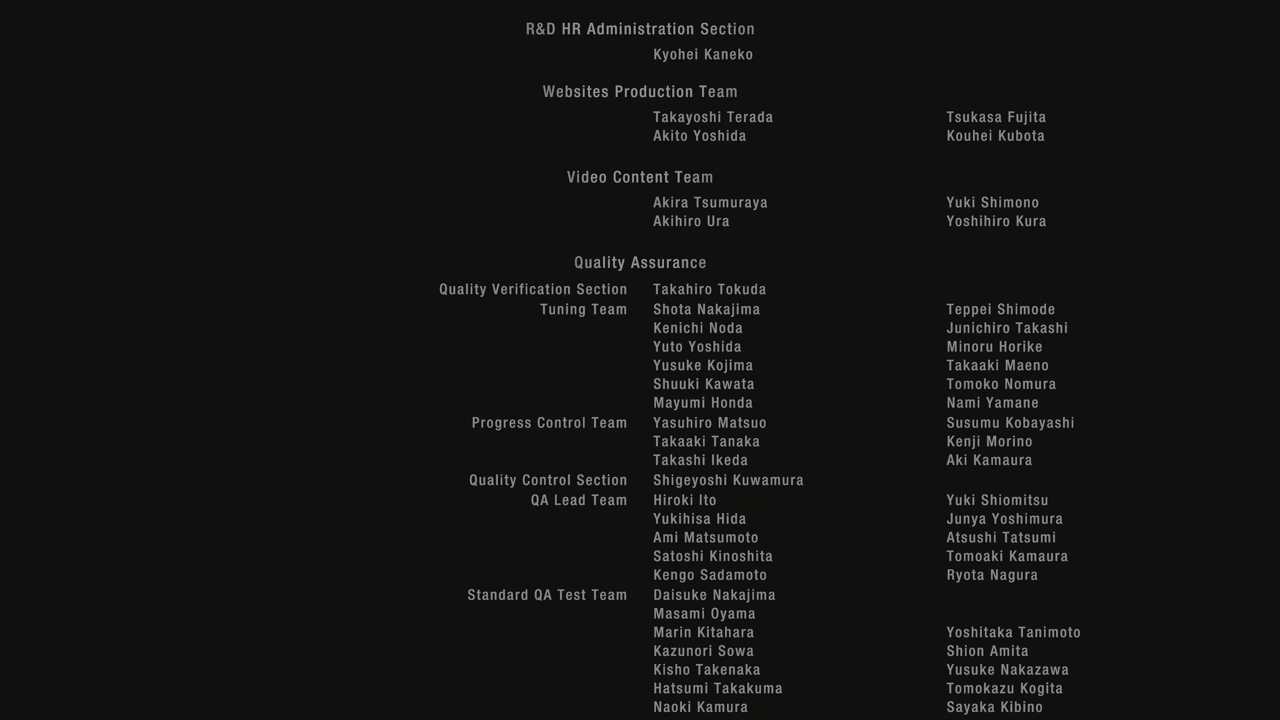 R&D HR Administration Section
Kyohei Kaneko
Websites Production Team
Takayoshi Terada Tsukasa Fujita
Akito Yoshida Kouhei Kubota
Video Content Team
Akira Tsumuraya Yuki Shimono
Akihiro Ura Yoshihiro Kura
Quality Assurance
Quality Verification Section Takahiro Tokuda
Tuning Team Shota Nakajima Teppei Shimode
Kenichi Noda Junichiro Takashi
Yuto Yoshida Minoru Horike
Yusuke Kojima Takaaki Maeno
Shuuki Kawata Tomoko Nomura
Mayumi Honda Nami Yamane
Progress Control Team Yasuhiro Matsuo Susumu Kobayashi
Takaaki Tanaka Kenji Morino
Takashi Ikeda Aki Kamaura
Quality Control Section Shigeyoshi Kuwamura
QA Lead Team Hiroki Ito Yuki Shiomitsu
Yukihisa Hida Junya Yoshimura
Ami Matsumoto Atsushi Tatsumi
Satoshi Kinoshita Tomoaki Kamaura
Kengo Sadamoto Ryota Nagura
Standard QA Test Team Daisuke Nakajima
Masami Oyama
Marin Kitahara Yoshitaka Tanimoto
Kazunori Sowa Shion Amita
Kisho Takenaka Yusuke Nakazawa
Hatsumi Takakuma Tomokazu Kogita
Naoki Kamura Sayaka Kibino